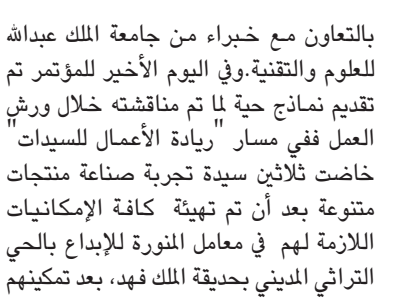 بالتعاون مع خبراء من جامعة الملك عبدالله
للعلوم والتقنية.وفي اليوم الأخير للمؤتمر تم
تقديم نماذج حية لما تم مناقشته خلال ورش
العمل ففي مسار "ريادة الأعمال للسيدات"
خاضت ثلاثين سيدة تجربة صناعة منتجات
متنوعة بعد أن تم تهيئة كافة الإمكانيات
اللازمة لهم في معامل المنورة للإبداع بالحي
التراثي المديني بحديقة الملك فهد، بعد تمكينهم